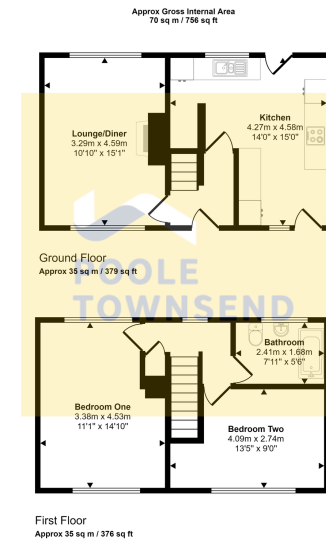 Approx Gross Internal Area
70 sq m / 756 sq ft
Lounge/Diner
3.29m x 4.59m
10'10" x 15'1"
Kitchen
4.27m x 4.58m
14'0" x 15'0"
Ground Floor
Approx 35 sq m / 379 sq ft
POOLE
TOWNSEND
Bathroom
2.41m x 1.68m
7'11" x 5'6"
Bedroom One
3.38m x 4.53m
11'1" x 14'10"
Bedroom Two
4.09m x 2.74m
13'5" x 9'0"
First Floor
Approx 35 sq m / 376 sq ft